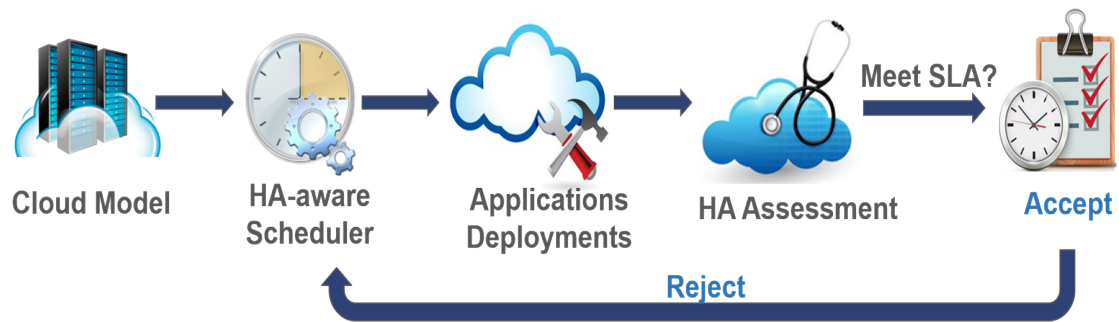 Meet SLA?
Cloud Model
HA-aware
Scheduler
Applications
Deployments
HA Assessment
Accept
Reject